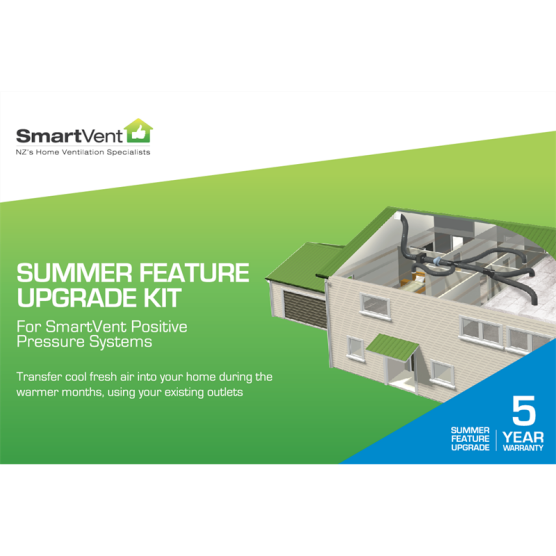 SmartVent
NZ's Home Ventilation Specialists
SUMMER FEATURE
UPGRADE KIT
For SmartVent Positive
Pressure Systems
Transfer cool fresh air into your home during the
warmer months, using your existing outlets
SUMMER
FEATURE
UPGRADE
5
YEAR
WARRANTY